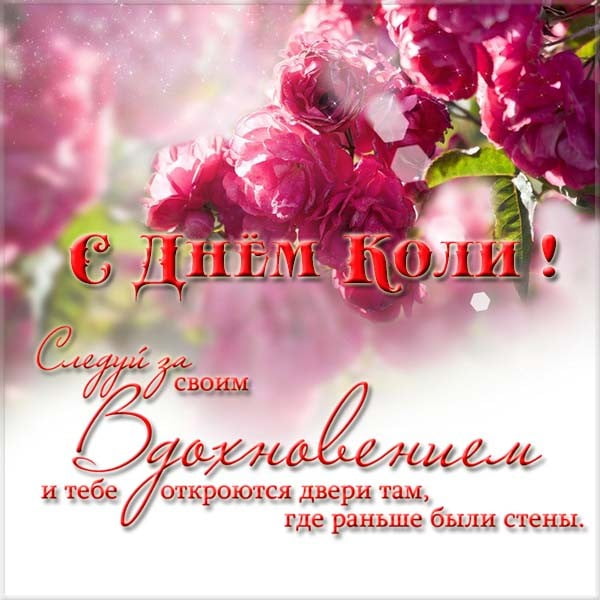 С Днём Коли !
Следуй за
своим
Вдохновением
и тебе откроются двери там,
где раньше были стены.